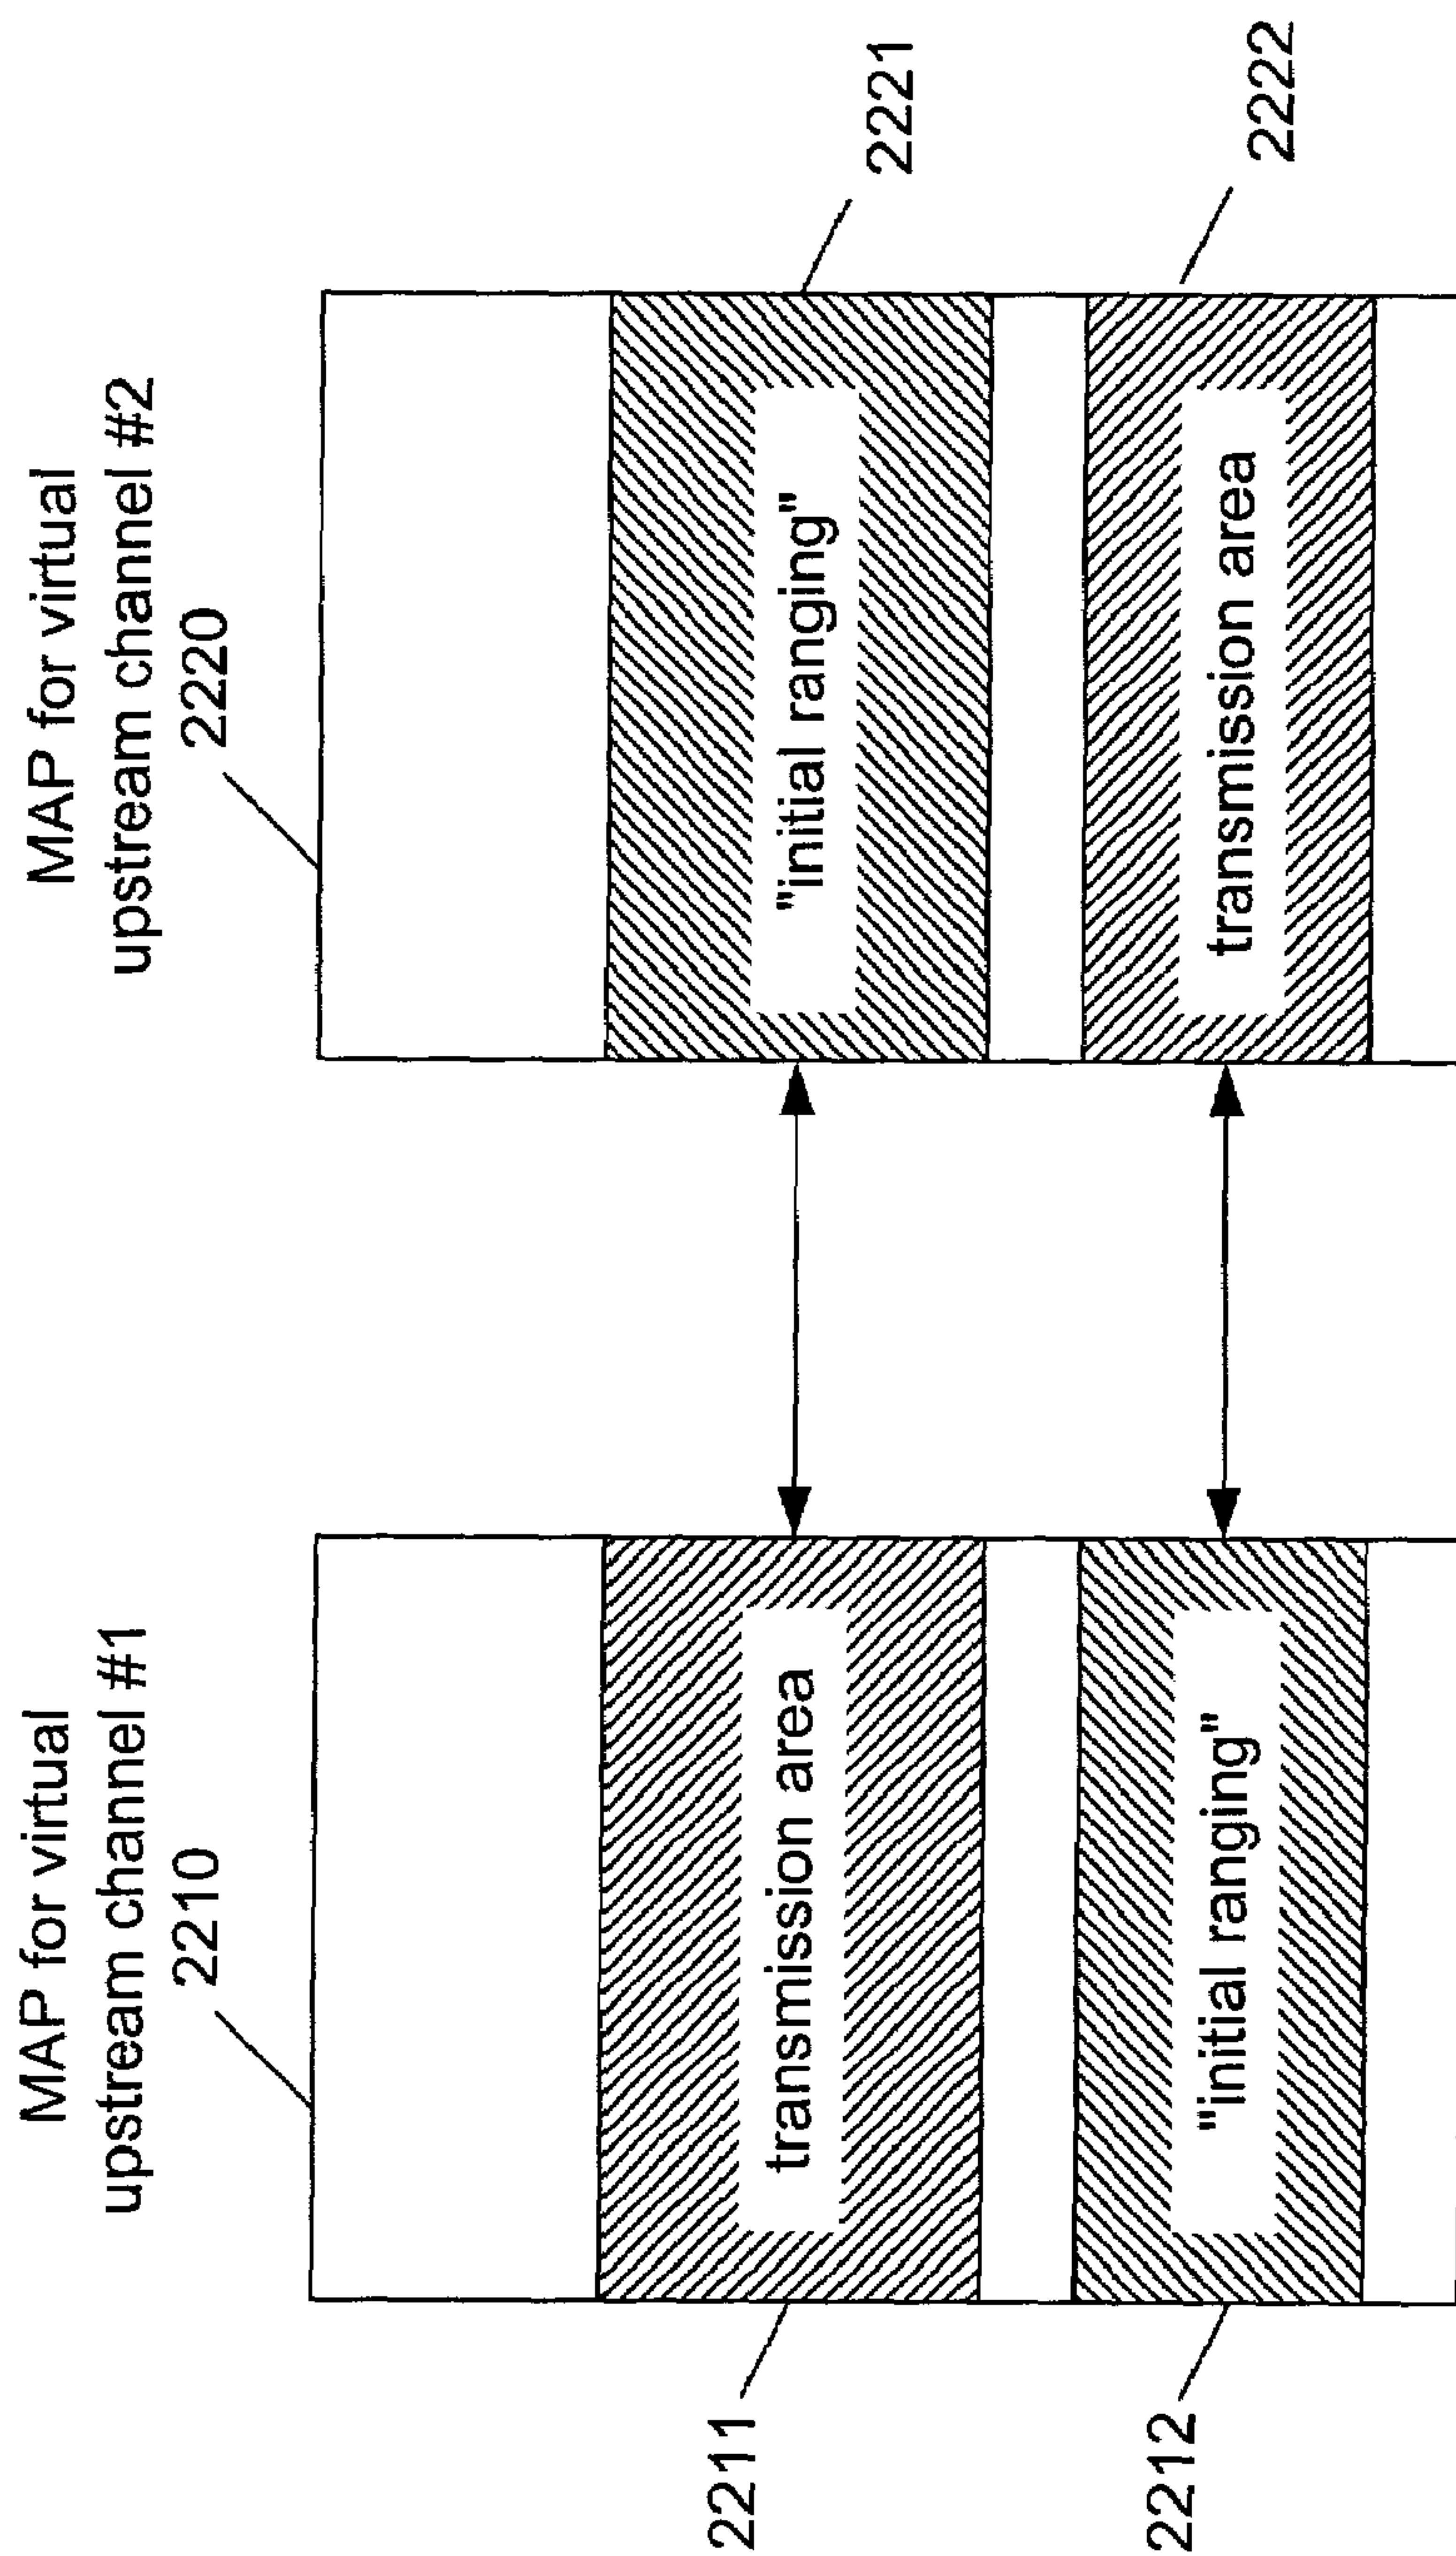 MAP for virtual
upstream channel #1
2210
MAP for virtual
upstream channel #2
2220
2211
transmission area
"initial ranging"
2221
2212
"initial ranging"
transmission area
2222